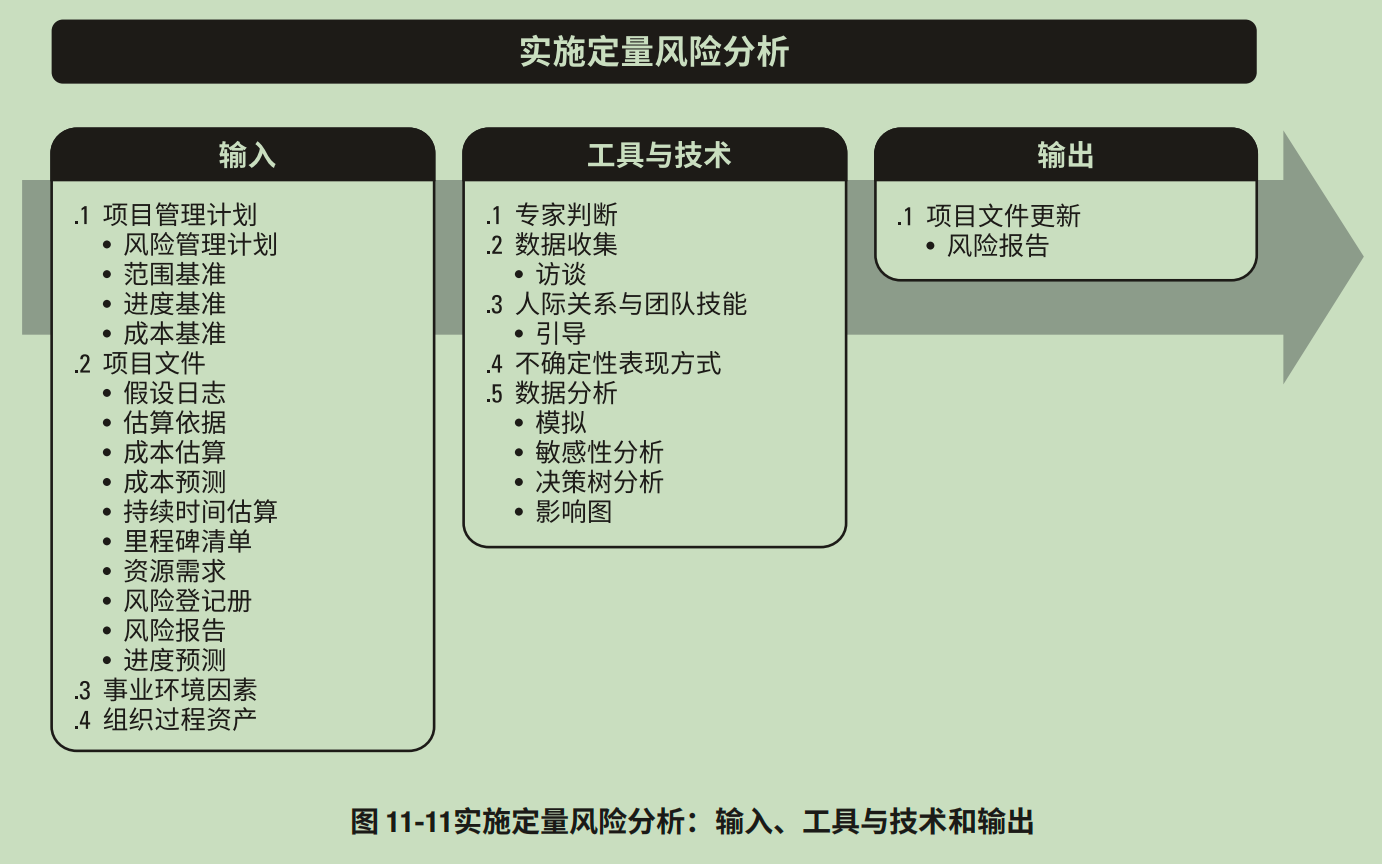 实施定量风险分析
输入
.1 项目管理计划
• 风险管理计划
• 范围基准
• 进度基准
• 成本基准
.2 项目文件
• 假设日志
• 估算依据
• 成本估算
• 成本预测
• 持续时间估算
• 里程碑清单
• 资源需求
• 风险登记册
• 风险报告
• 进度预测
.3 事业环境因素
.4 组织过程资产
工具与技术
.1 专家判断
.2 数据收集
• 访谈
.3 人际关系与团队技能
• 引导
.4 不确定性表现方式
.5 数据分析
• 模拟
• 敏感性分析
• 决策树分析
• 影响图
输出
.1 项目文件更新
• 风险报告
图 11-11实施定量风险分析：输入、工具与技术和输出